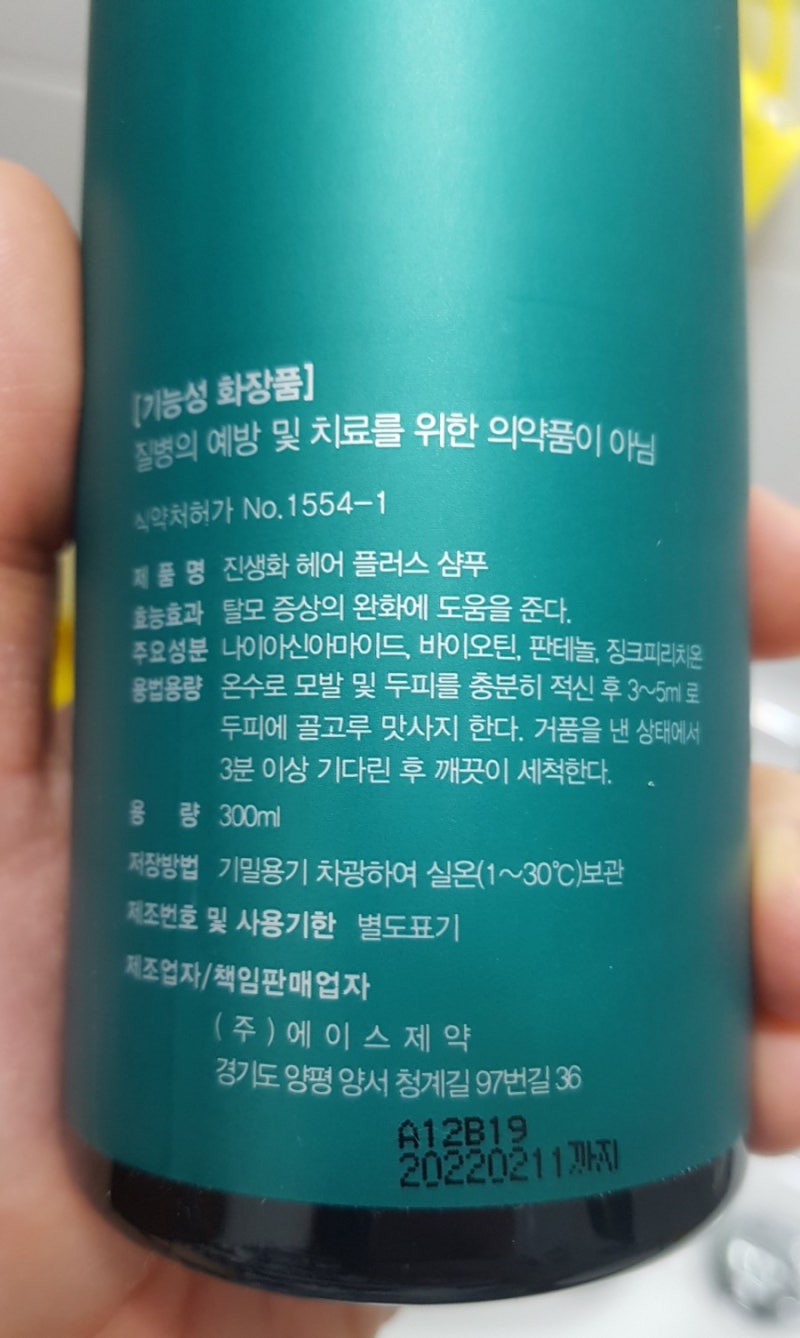 [기능성 화장품]
질병의 예방 및 치료를 위한 의약품이 아님
식약처허가 No.1554-1
제 품 명 진생화 헤어 플러스 샴푸
효능효과 탈모 증상의 완화에 도움을 준다.
주요성분 나이아신아마이드, 바이오틴, 판테놀, 징크피리치온
용법용량 온수로 모발 및 두피를 충분히 적신 후 3~5ml 로
두피에 골고루 맛사지 한다. 거품을 낸 상태에서
3분 이상 기다린 후 깨끗이 세척한다.
용 량 300ml
저장방법 기밀용기 차광하여 실온(1~30℃)보관
제조번호 및 사용기한 별도표기
제조업자/책임판매업자
(주)에이스제약
경기도 양평 양서 청계길 97번길 36
A12B19
20220211까지